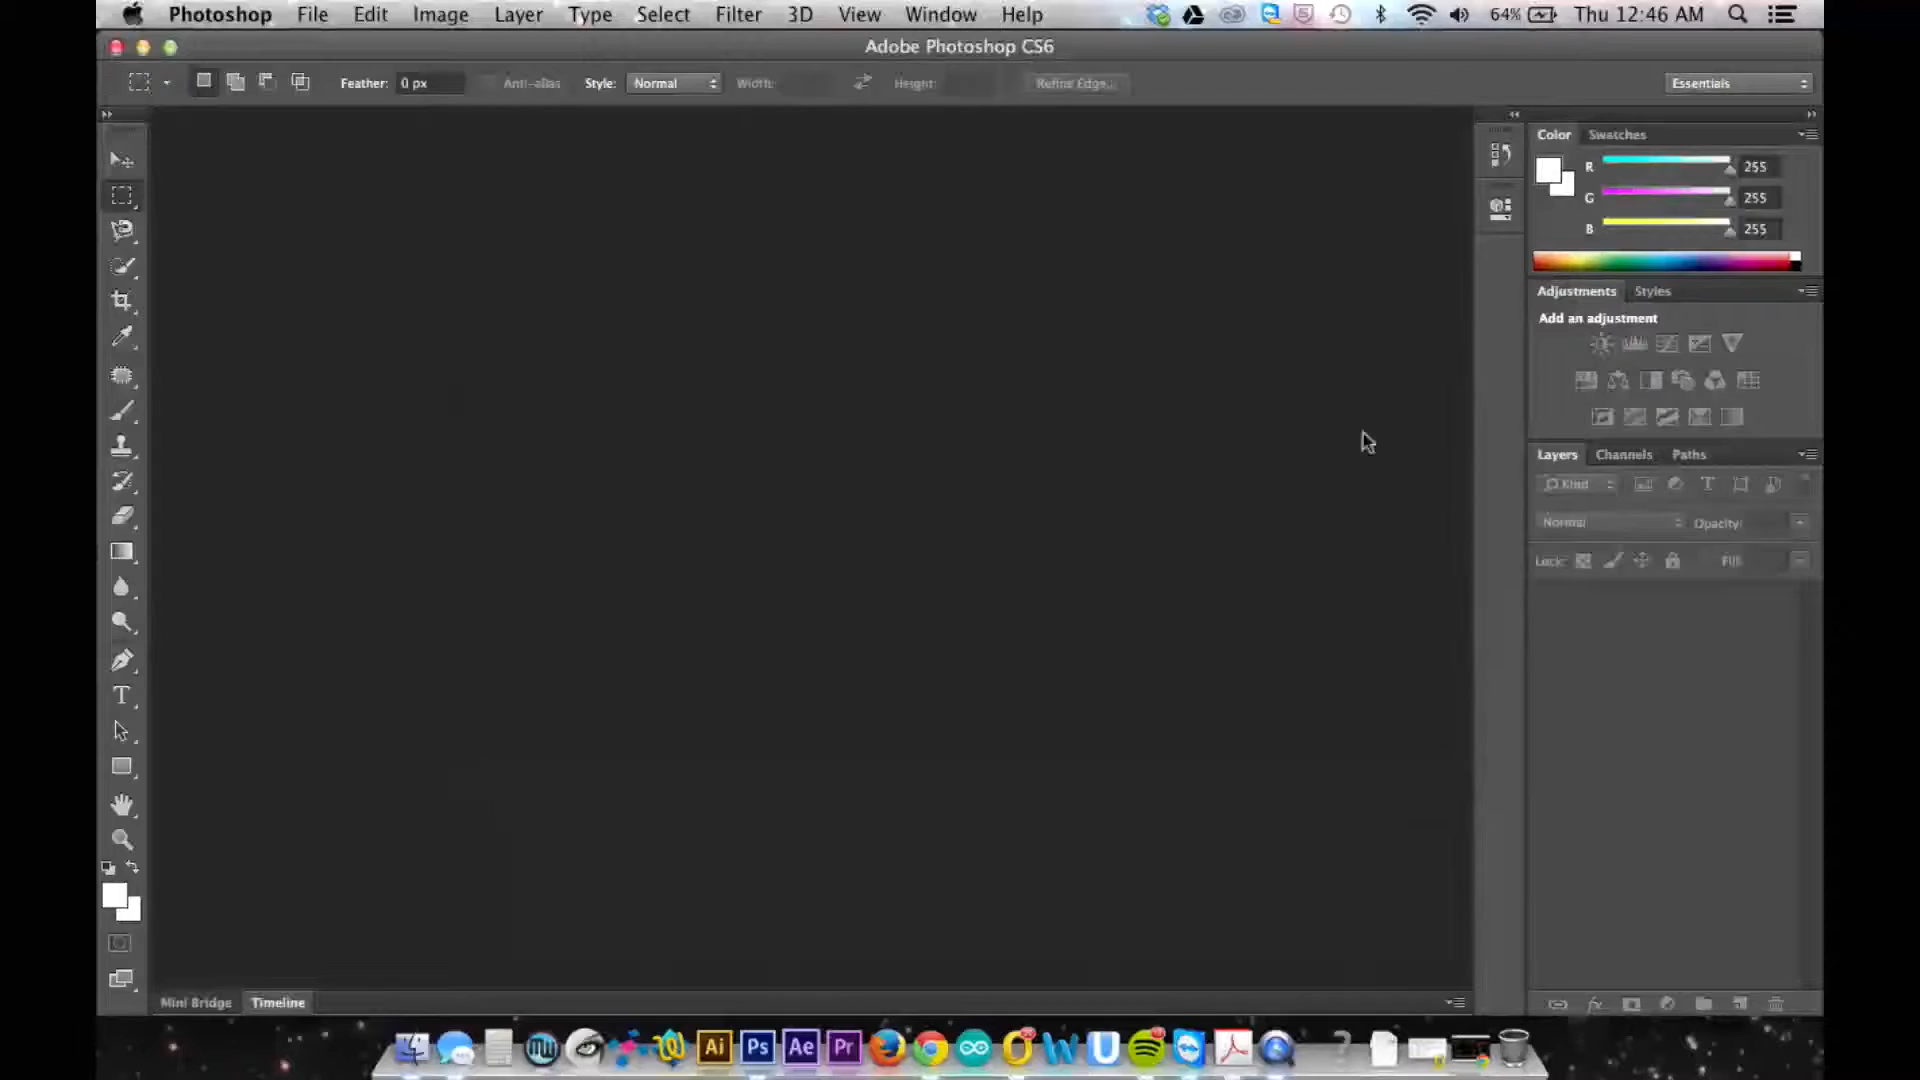 Photoshop File Edit Image Layer Type Select Filter 3D View Window Help 64% Thu 12:46 AM
Adobe Photoshop CS6
Feather: 0 px Anti-alias Style: Normal Width: Height: Refine Edge... Essentials
Color Swatches
R 255
G 255
B 255
Adjustments Styles
Add an adjustment
Layers Channels Paths
Kind
Normal Opacity:
Lock: Fill:
T
Mini Bridge Timeline
Mu Ai Ps Ae Pr W U